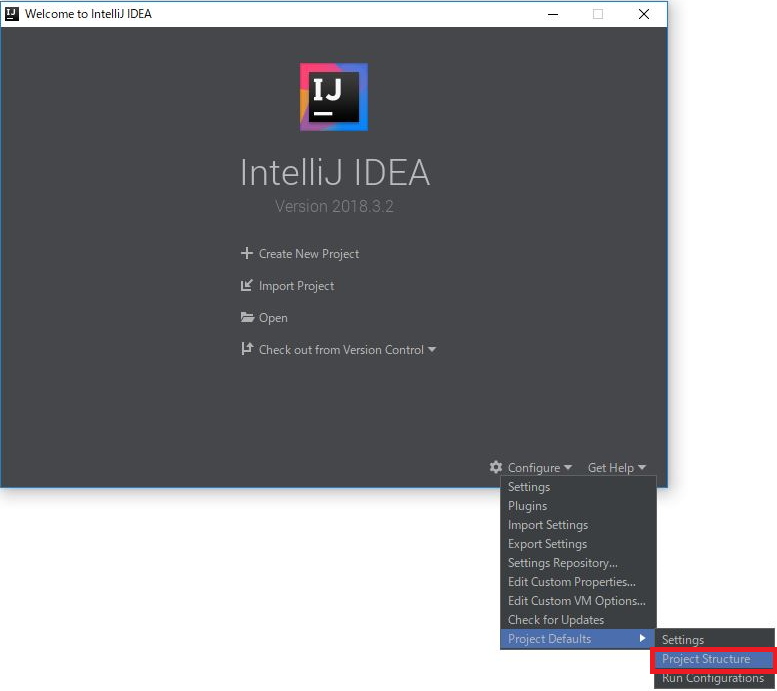 Welcome to IntelliJ IDEA
IJ
IntelliJ IDEA
Version 2018.3.2
Create New Project
Import Project
Open
Check out from Version Control
Configure
Get Help
Settings
Plugins
Import Settings
Export Settings
Settings Repository...
Edit Custom Properties...
Edit Custom VM Options...
Check for Updates
Project Defaults
Settings
Project Structure
Run Configurations